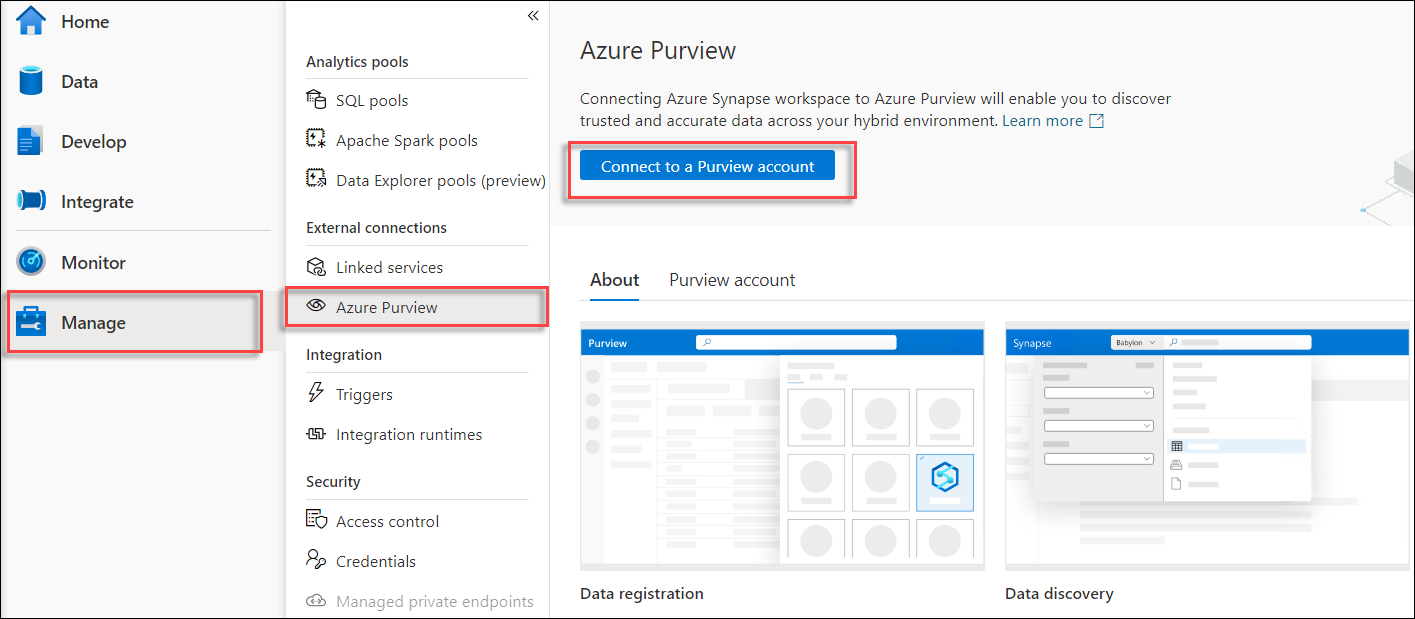 Home
Data
Develop
Integrate
Monitor
Manage
«
Analytics pools
SQL pools
Apache Spark pools
Data Explorer pools (preview)
External connections
Linked services
Azure Purview
Integration
Triggers
Integration runtimes
Security
Access control
Credentials
Managed private endpoints
Azure Purview
Connecting Azure Synapse workspace to Azure Purview will enable you to discover
trusted and accurate data across your hybrid environment. Learn more
Connect to a Purview account
About Purview account
Purview
Synapse Babylon
Data registration
Data discovery